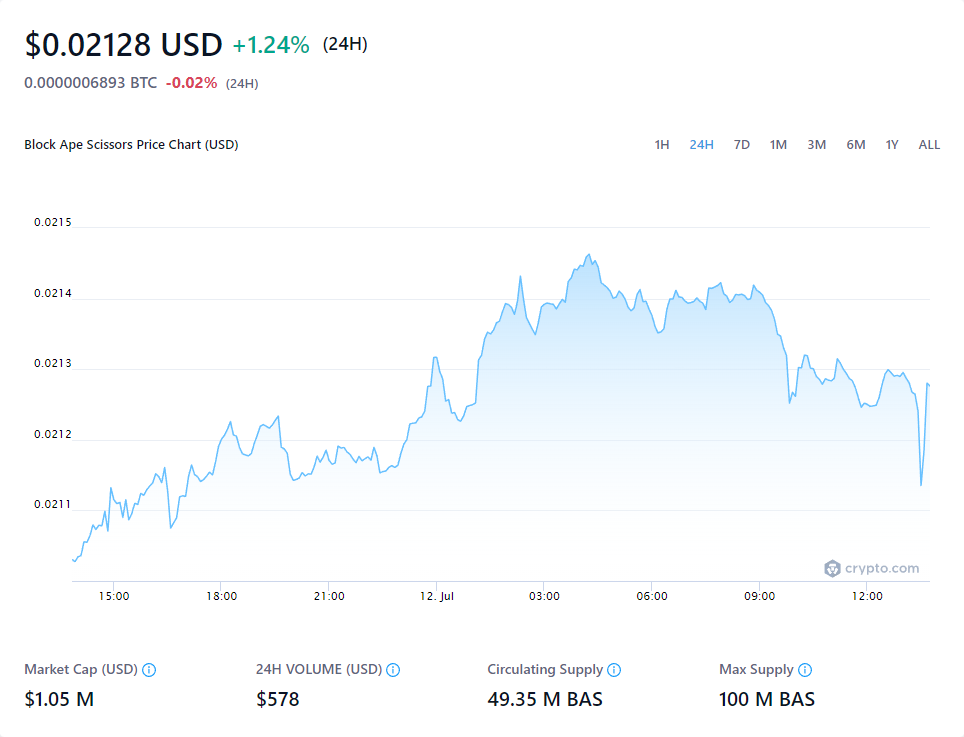 $0.02128 USD +1.24% (24H)
0.0000006893 BTC -0.02% (24H)
Block Ape Scissors Price Chart (USD) 1H 24H 7D 1M 3M 6M 1Y ALL
0.0215
0.0214
0.0213
0.0212
0.0211
crypto.com
15:00 18:00 21:00 12. Jul 03:00 06:00 09:00 12:00
Market Cap (USD) 24H VOLUME (USD) Circulating Supply Max Supply
$1.05 M $578 49.35 M BAS 100 M BAS